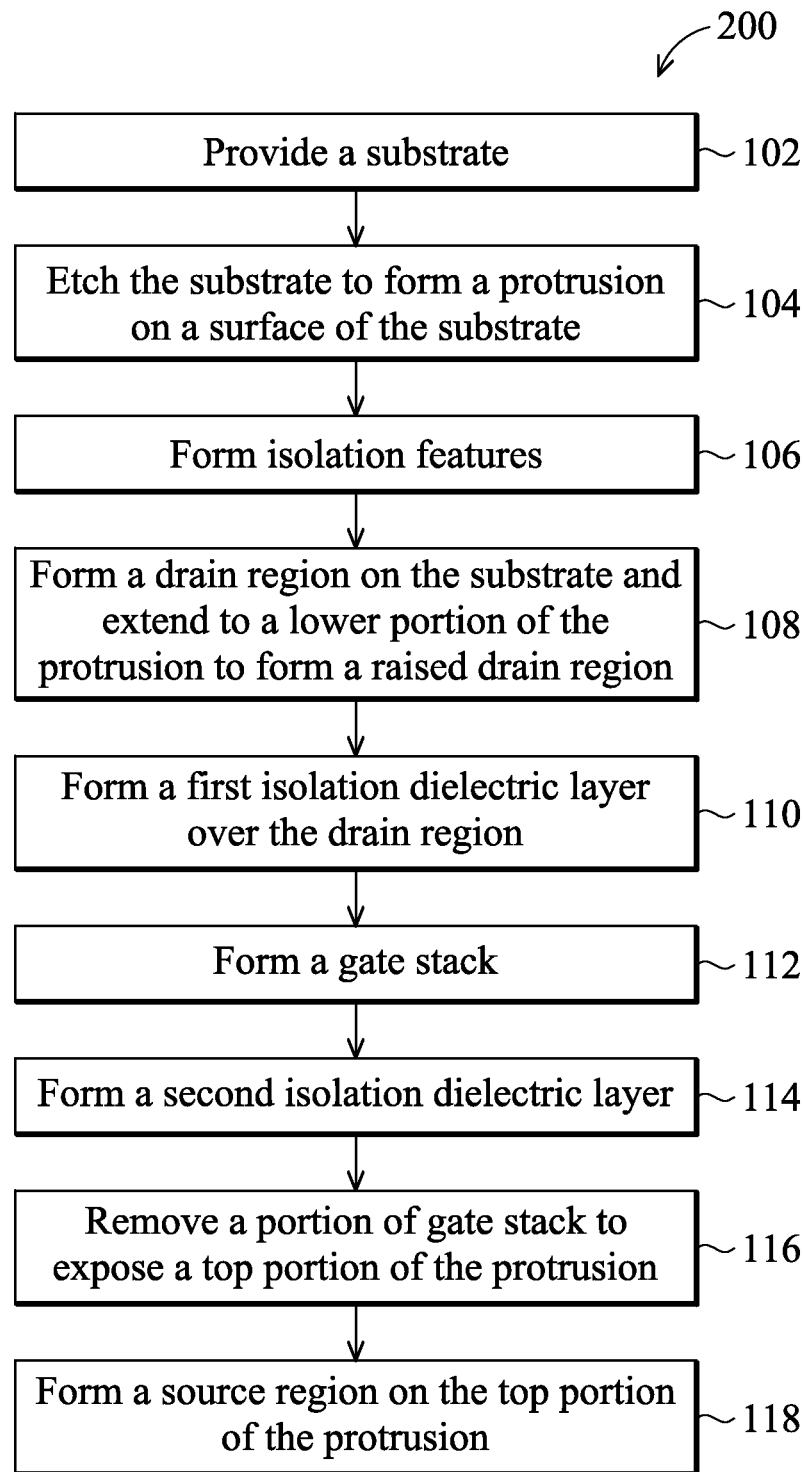 200
Provide a substrate
102
Etch the substrate to form a protrusion
on a surface of the substrate
104
Form isolation features
106
Form a drain region on the substrate and
extend to a lower portion of the
protrusion to form a raised drain region
108
Form a first isolation dielectric layer
over the drain region
110
Form a gate stack
112
Form a second isolation dielectric layer
114
Remove a portion of gate stack to
expose a top portion of the protrusion
116
Form a source region on the top portion
of the protrusion
118